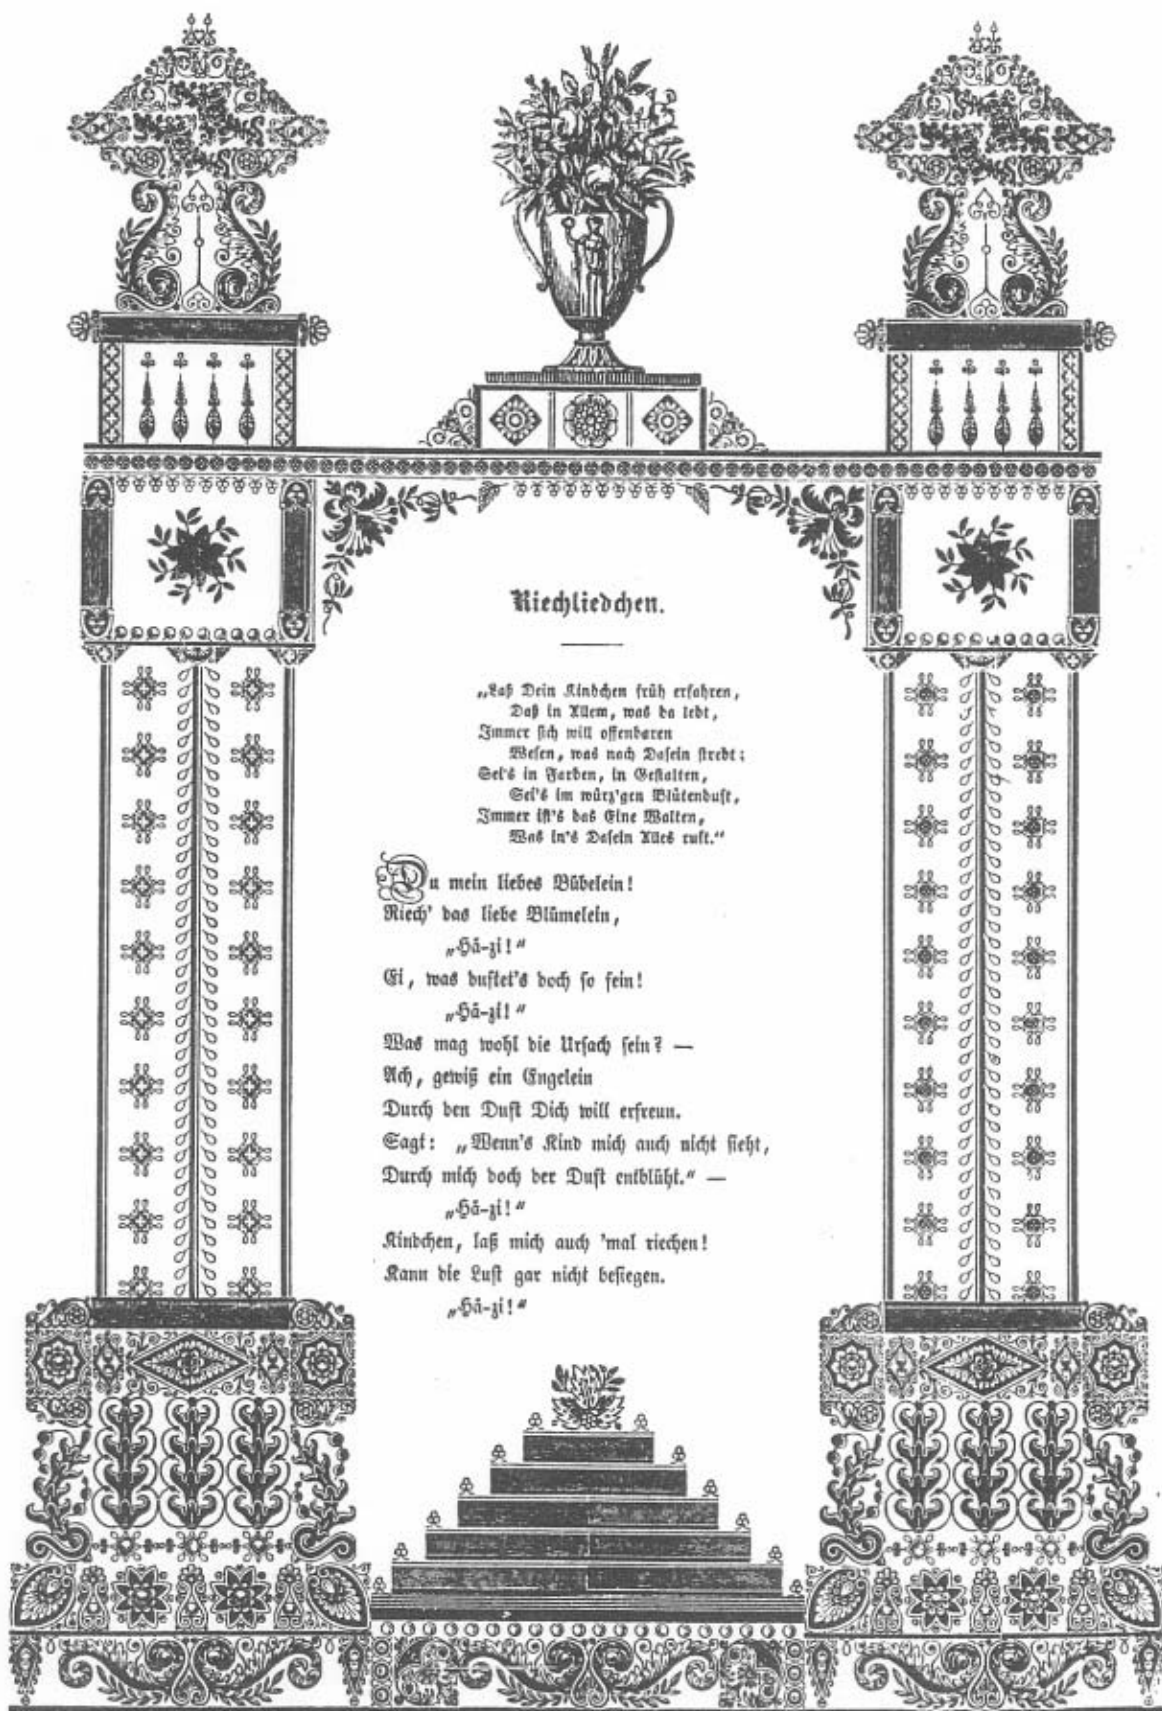 Riechliedchen.
„Laß Dein Kindchen früh erfahren,
Daß in Allem, was da lebt,
Immer sich will offenbaren
Wesen, was nach Dasein strebt;
Sei's in Farben, in Gestalten,
Sei's im würz'gen Blütenduft,
Immer ist's das Eine Walten,
Was in's Dasein Alles ruft.“
Du mein liebes Bübelein!
Riech' das liebe Blümelein,
„Hä-zi!“
Ei, was duftet's doch so fein!
„Hä-zi!“
Was mag wohl die Ursach sein? —
Ach, gewiß ein Engelein
Durch den Duft Dich will erfreun.
Sagt: „Wenn's Kind mich auch nicht sieht,
Durch mich doch der Duft entblüht.“ —
„Hä-zi!“
Kindchen, laß mich auch 'mal riechen!
Kann die Lust gar nicht besiegen.
„Hä-zi!“